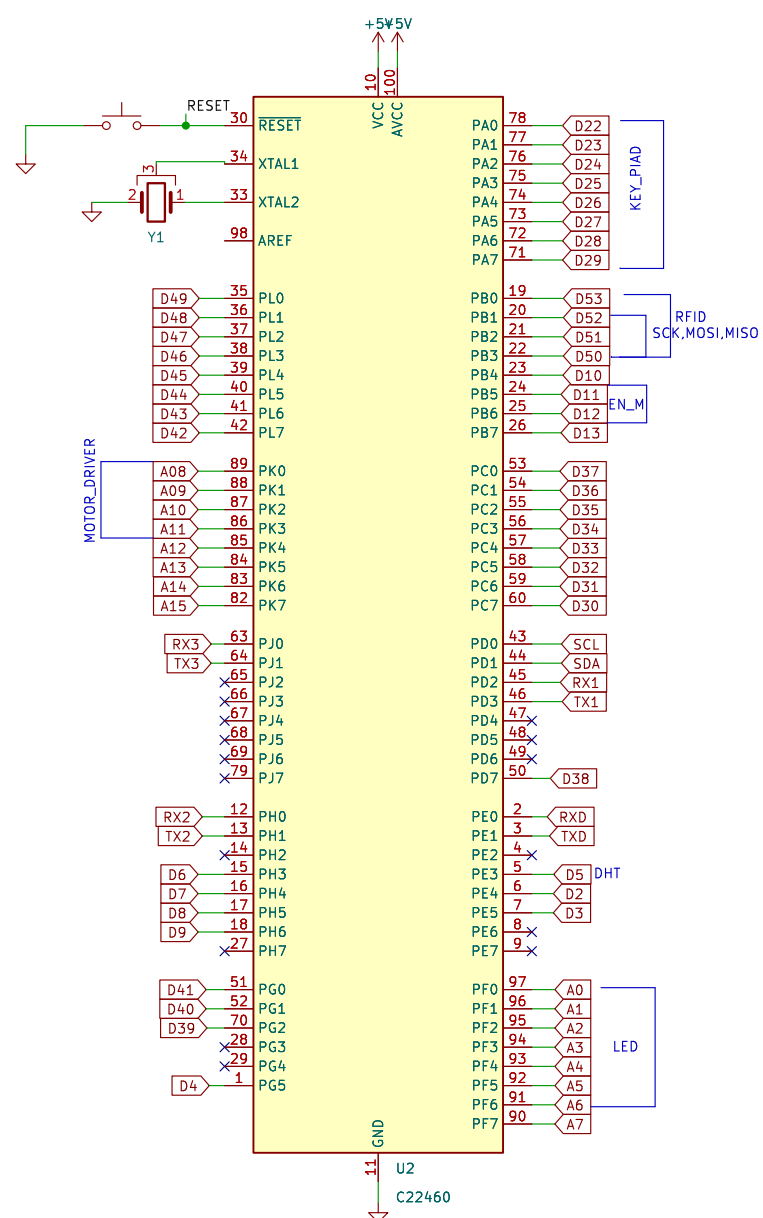 +5V +5V
10 100
VCC AVCC
RESET
30 RESET
34 XTAL1
3
2 1
33 XTAL2
Y1
98 AREF
D49 35 PL0
D48 36 PL1
D47 37 PL2
D46 38 PL3
D45 39 PL4
D44 40 PL5
D43 41 PL6
D42 42 PL7
MOTOR_DRIVER
A08 89 PK0
A09 88 PK1
A10 87 PK2
A11 86 PK3
A12 85 PK4
A13 84 PK5
A14 83 PK6
A15 82 PK7
RX3 63 PJ0
TX3 64 PJ1
65 PJ2
66 PJ3
67 PJ4
68 PJ5
69 PJ6
79 PJ7
RX2 12 PH0
TX2 13 PH1
14 PH2
D6 15 PH3
D7 16 PH4
D8 17 PH5
D9 18 PH6
27 PH7
D41 51 PG0
D40 52 PG1
D39 70 PG2
28 PG3
29 PG4
D4 1 PG5
PA0 78 D22
PA1 77 D23
PA2 76 D24
PA3 75 D25
PA4 74 D26
PA5 73 D27
PA6 72 D28
PA7 71 D29
KEY_PIAD
PB0 19 D53
PB1 20 D52
PB2 21 D51
PB3 22 D50
PB4 23 D10
PB5 24 D11
PB6 25 D12
PB7 26 D13
RFID
SCK,MOSI,MISO
EN_M
PC0 53 D37
PC1 54 D36
PC2 55 D35
PC3 56 D34
PC4 57 D33
PC5 58 D32
PC6 59 D31
PC7 60 D30
PD0 43 SCL
PD1 44 SDA
PD2 45 RX1
PD3 46 TX1
PD4 47
PD5 48
PD6 49
PD7 50 D38
PE0 2 RXD
PE1 3 TXD
PE2 4
PE3 5 D5 DHT
PE4 6 D2
PE5 7 D3
PE6 8
PE7 9
PF0 97 A0
PF1 96 A1
PF2 95 A2
PF3 94 A3
PF4 93 A4
PF5 92 A5
PF6 91 A6
PF7 90 A7
LED
GND
11
U2
C22460